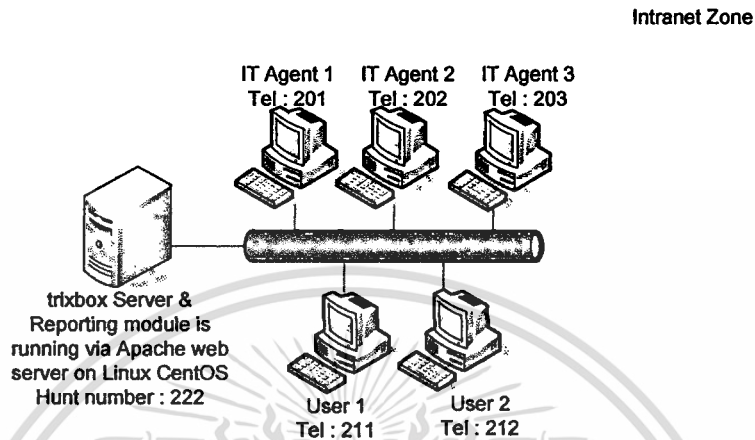 Intranet Zone
IT Agent 1 IT Agent 2 IT Agent 3
Tel : 201 Tel : 202 Tel : 203
trixbox Server &
Reporting module is
running via Apache web
server on Linux CentOS
Hunt number : 222
User 1 User 2
Tel : 211 Tel : 212